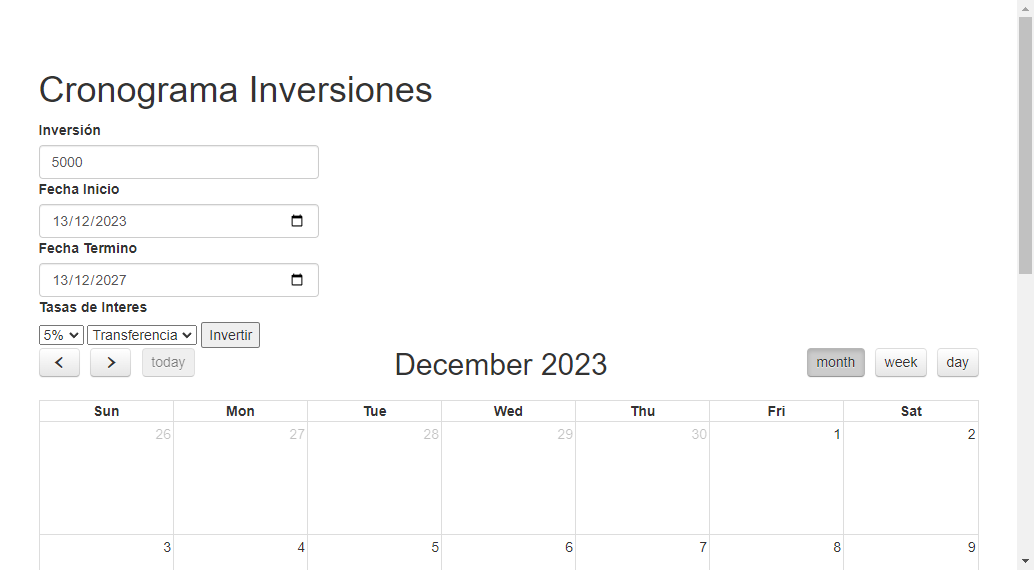 Cronograma Inversiones
Inversión
5000
Fecha Inicio
13/12/2023
Fecha Termino
13/12/2027
Tasas de Interes
5% Transferencia Invertir
today December 2023 month week day
Sun Mon Tue Wed Thu Fri Sat
26 27 28 29 30 1 2
3 4 5 6 7 8 9